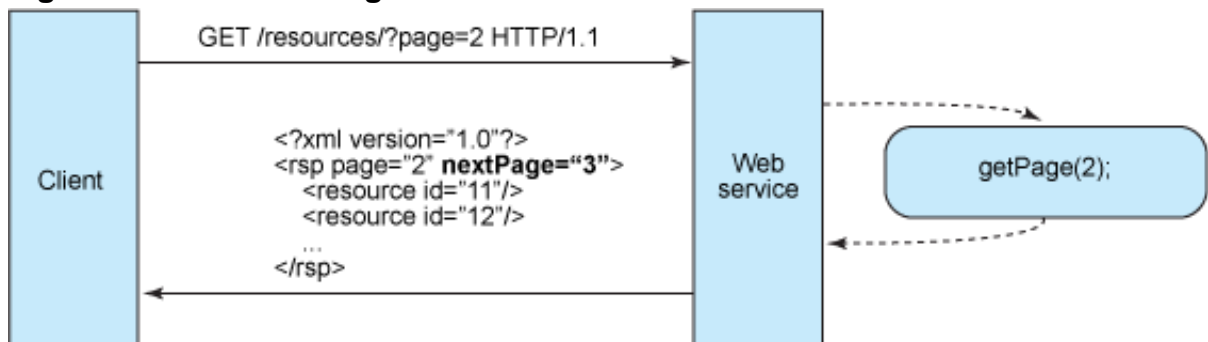 GET /resources/?page=2 HTTP/1.1
<?xml version="1.0"?>
<rsp page="2" nextPage=“3”>
<resource id="11"/>
<resource id="12"/>
...
</rsp>
Client
Web
service
getPage(2);